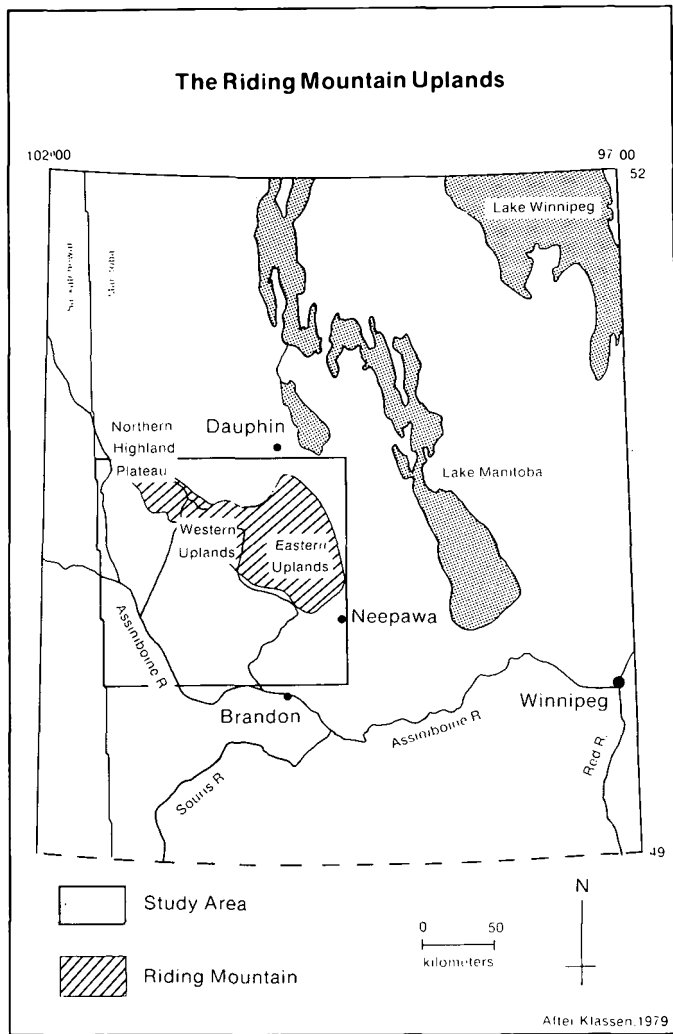 The Riding Mountain Uplands
102°00
97 00
52
Lake Winnipeg
Northern
Highland
Plateau
Dauphin
Lake Manitoba
Western
Uplands
Eastern
Uplands
Assiniboine R
Neepawa
Brandon
Winnipeg
Assiniboine R
Souris R
Red R.
49
Study Area
Riding Mountain
N
0 50
kilometers
After Klassen, 1979